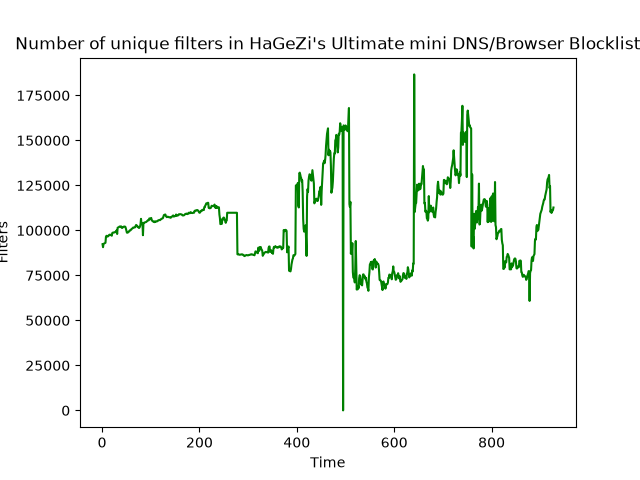 Number of unique filters in HaGeZi's Ultimate mini DNS/Browser Blocklist
175000
150000
125000
100000
75000
50000
25000
0
Filters
0 200 400 600 800
Time